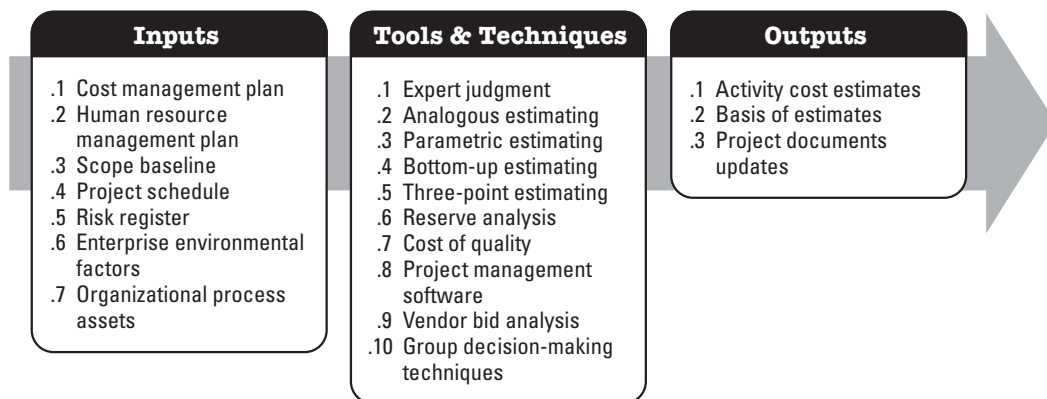 Inputs
.1 Cost management plan
.2 Human resource
management plan
.3 Scope baseline
.4 Project schedule
.5 Risk register
.6 Enterprise environmental
factors
.7 Organizational process
assets
Tools & Techniques
.1 Expert judgment
.2 Analogous estimating
.3 Parametric estimating
.4 Bottom-up estimating
.5 Three-point estimating
.6 Reserve analysis
.7 Cost of quality
.8 Project management
software
.9 Vendor bid analysis
.10 Group decision-making
techniques
Outputs
.1 Activity cost estimates
.2 Basis of estimates
.3 Project documents
updates